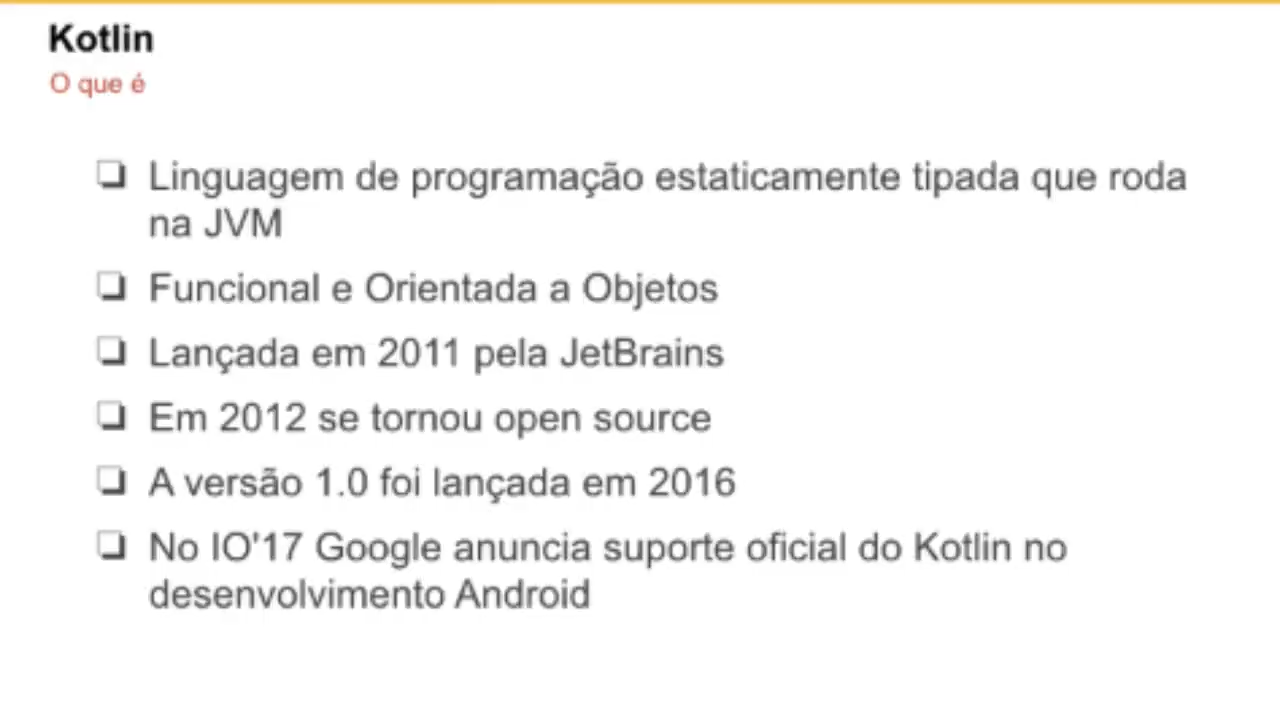 Kotlin
O que é
Linguagem de programação estaticamente tipada que roda
na JVM
Funcional e Orientada a Objetos
Lançada em 2011 pela JetBrains
Em 2012 se tornou open source
A versão 1.0 foi lançada em 2016
No IO'17 Google anuncia suporte oficial do Kotlin no
desenvolvimento Android